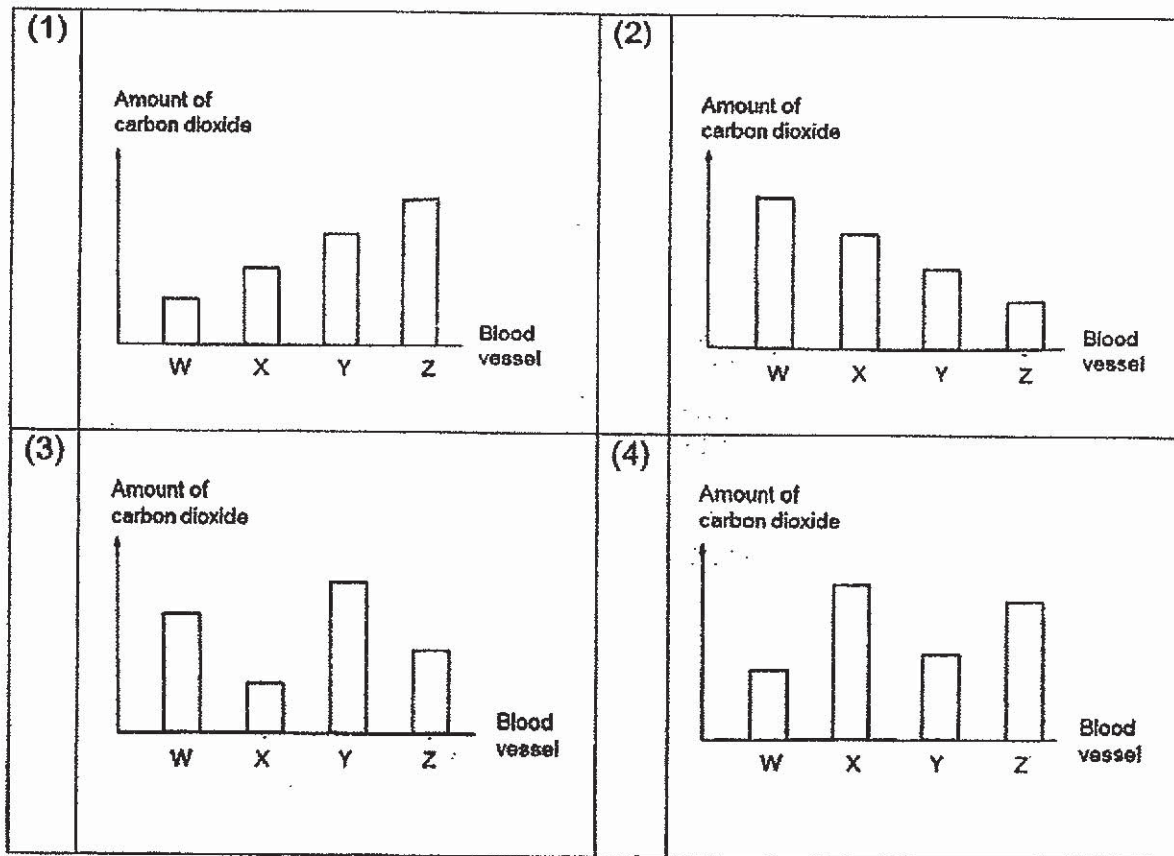 (1)
Amount of
carbon dioxide
Blood
vessel
W X Y Z
(2)
Amount of
carbon dioxide
Blood
vessel
W X Y Z
(3)
Amount of
carbon dioxide
Blood
vessel
W X Y Z
(4)
Amount of
carbon dioxide
Blood
vessel
W X Y Z